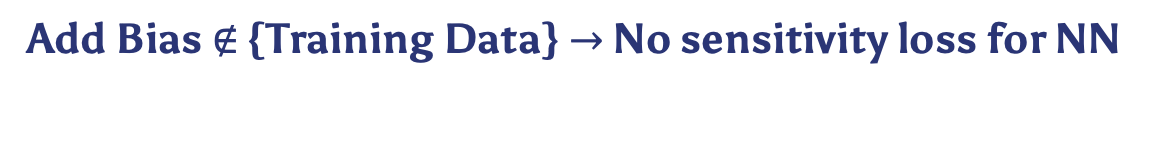 Add Bias ∉ {Training Data} → No sensitivity loss for NN